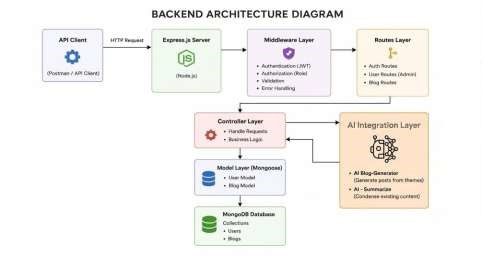 BACKEND ARCHITECTURE DIAGRAM
API Client
(Postman / API Client)
HTTP Request
Express.js Server
JS
(Node.js)
Middleware Layer
• Authentication (JWT)
• Authorization (Role)
• Validation
• Error Handling
Routes Layer
• Auth Routes
• User Routes (Admin)
• Blog Routes
Controller Layer
• Handle Requests
• Business Logic
AI Integration Layer
• AI Blog-Generator
(Generate posts from themes)
• AI - Summarize
(Condense existing content)
Model Layer (Mongoose)
• User Model
• Blog Model
MongoDB Database
Collections
• Users
• Blogs